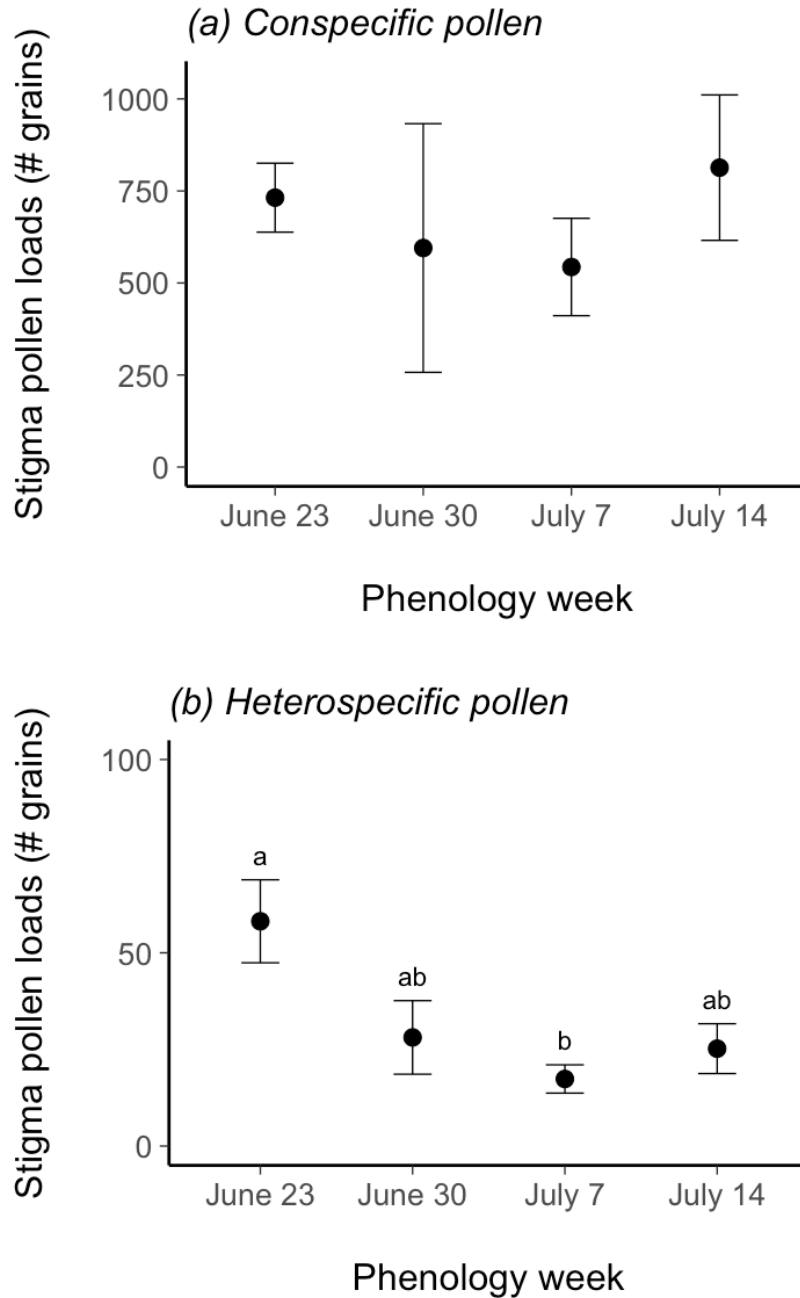 (a) Conspecific pollen
Stigma pollen loads (# grains)
1000
750
500
250
0
June 23 June 30 July 7 July 14
Phenology week
(b) Heterospecific pollen
Stigma pollen loads (# grains)
100
50
0
a
ab
b
ab
June 23 June 30 July 7 July 14
Phenology week